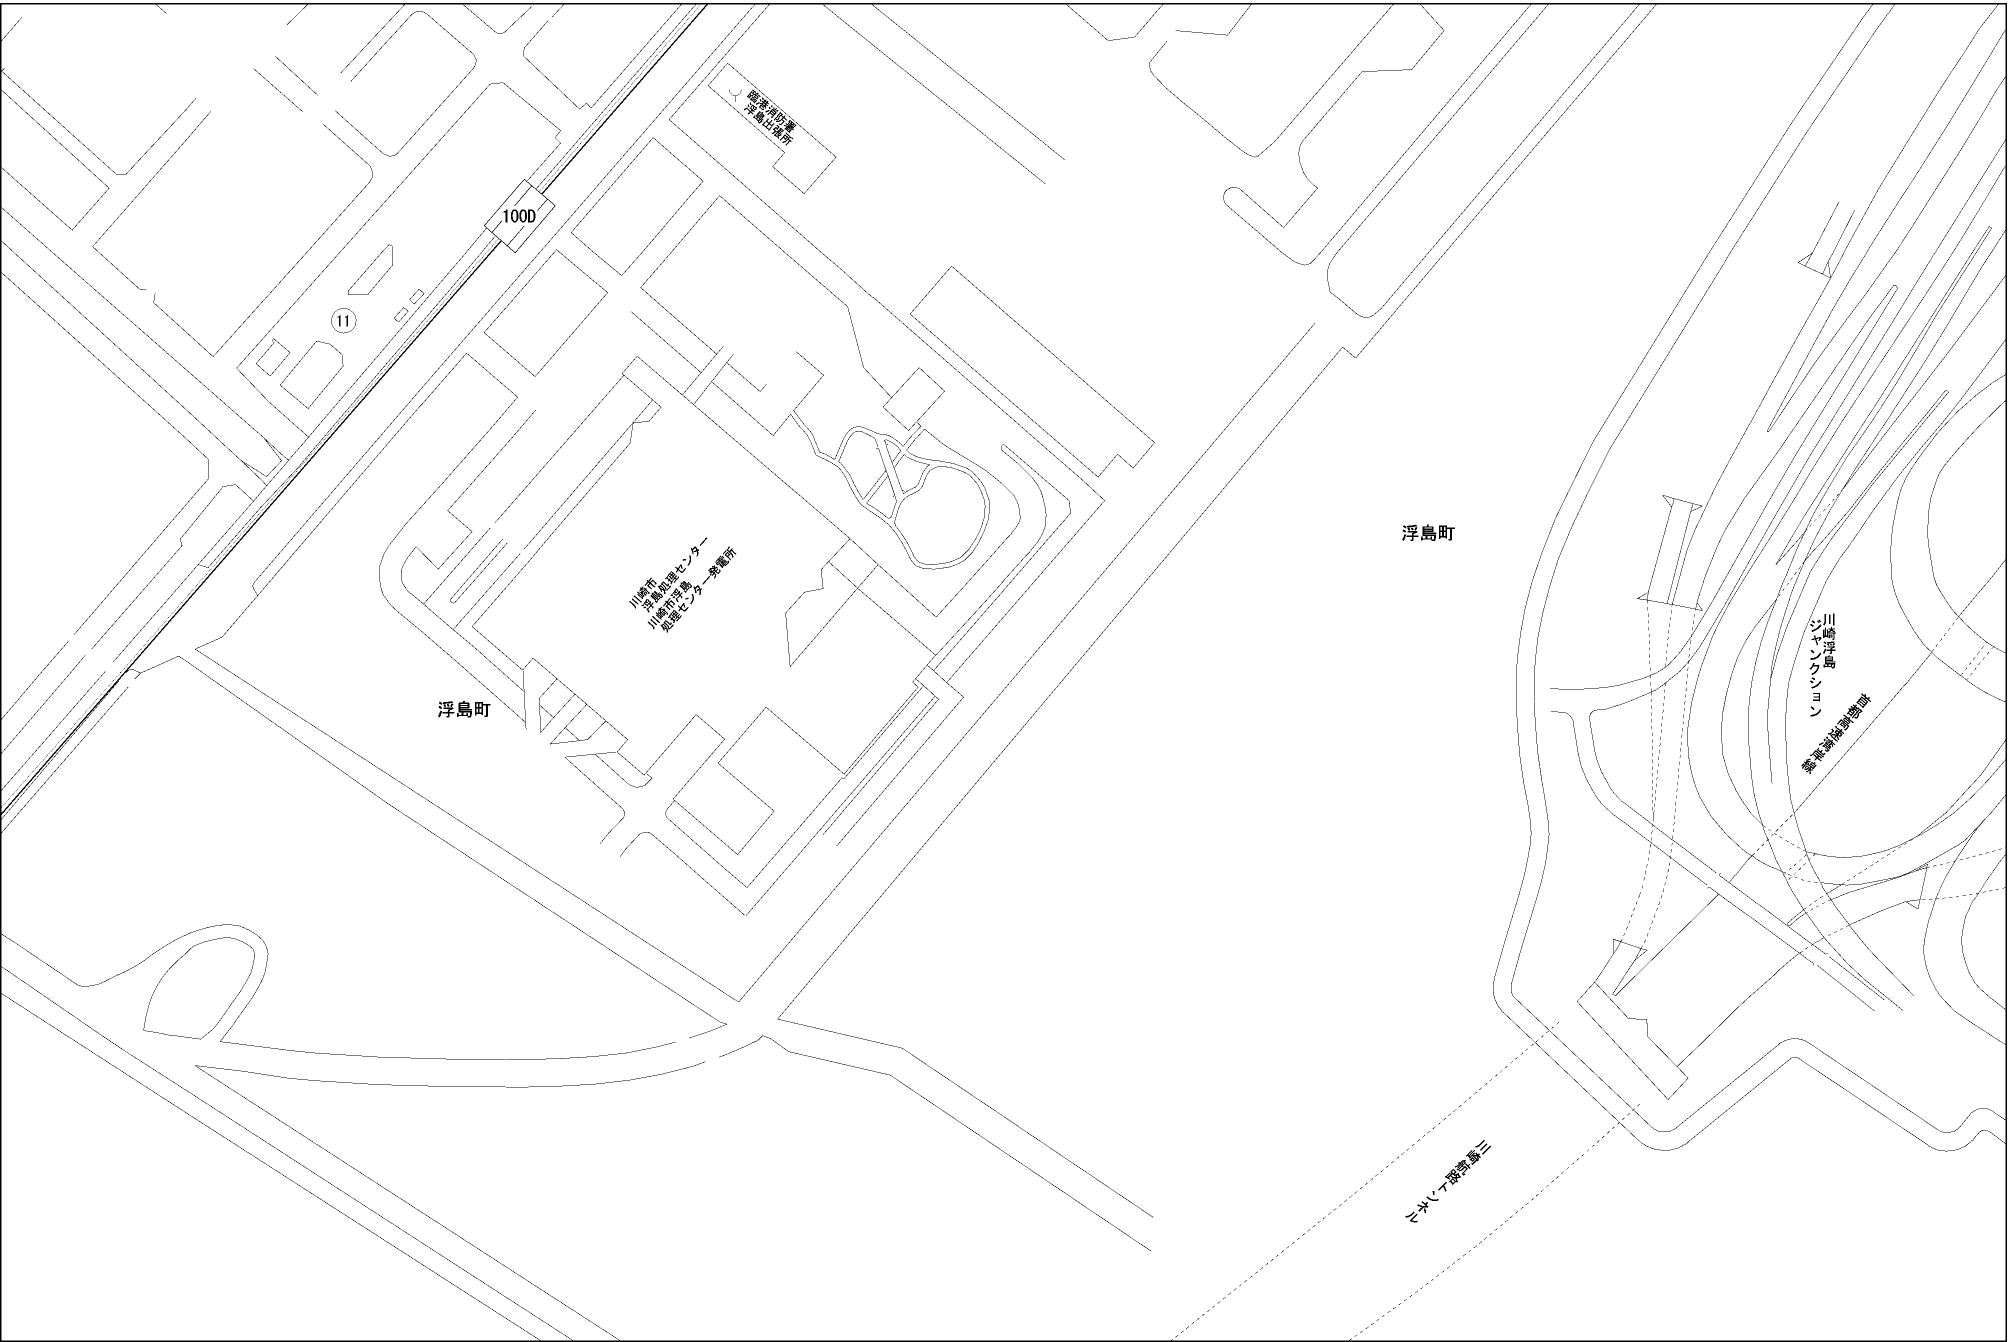 臨港消防署
浮島出張所
100D
11
浮島町
川崎市
浮島処理センター
川崎市浮島
処理センター発電所
川崎浮島
ジャンクション
首都高速湾岸線
浮島町
川崎航路トンネル